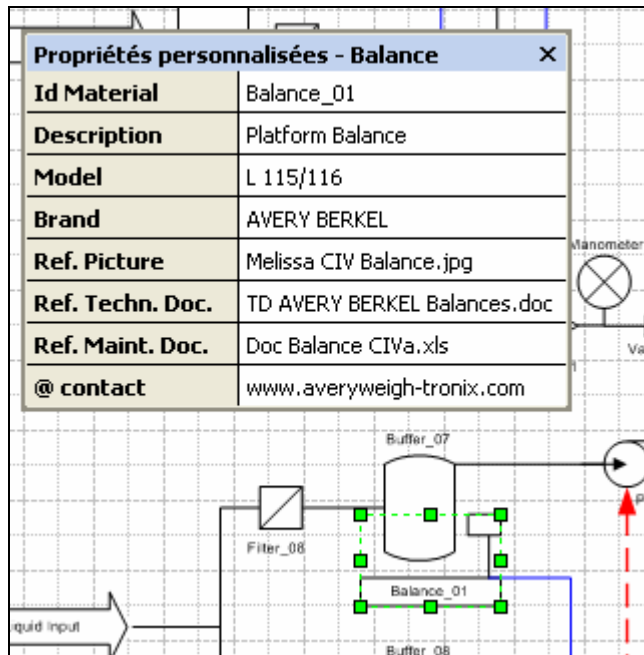 Propriétés personnalisées - Balance
Id Material Balance_01
Description Platform Balance
Model L 115/116
Brand AVERY BERKEL
Ref. Picture Melissa CIV Balance.jpg
Ref. Techn. Doc. TD AVERY BERKEL Balances.doc
Ref. Maint. Doc. Doc Balance CIVa.xls
@ contact www.averyweigh-tronix.com
Manometer
Va
Buffer_07
P
Filter_08
Balance_01
iquid Input
Buffer_08